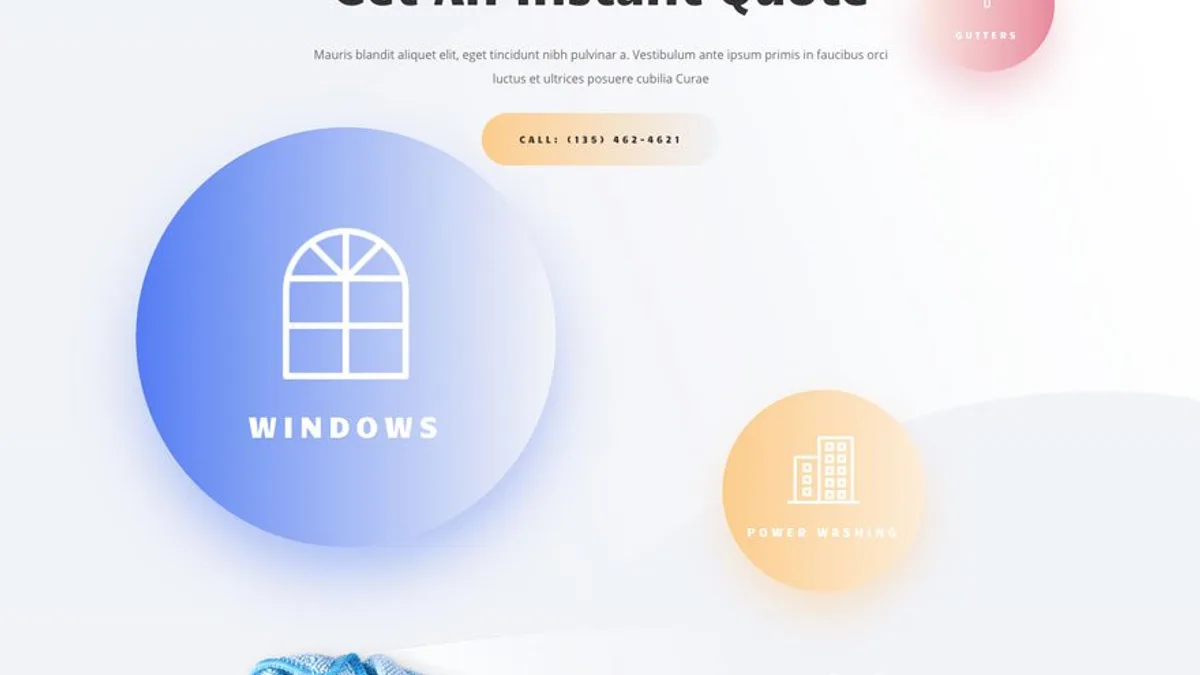 Get An Instant Quote
GUTTERS
Mauris blandit aliquet elit, eget tincidunt nibh pulvinar a. Vestibulum ante ipsum primis in faucibus orci
luctus et ultrices posuere cubilia Curae
CALL: (135) 462-4621
WINDOWS
POWER WASHING